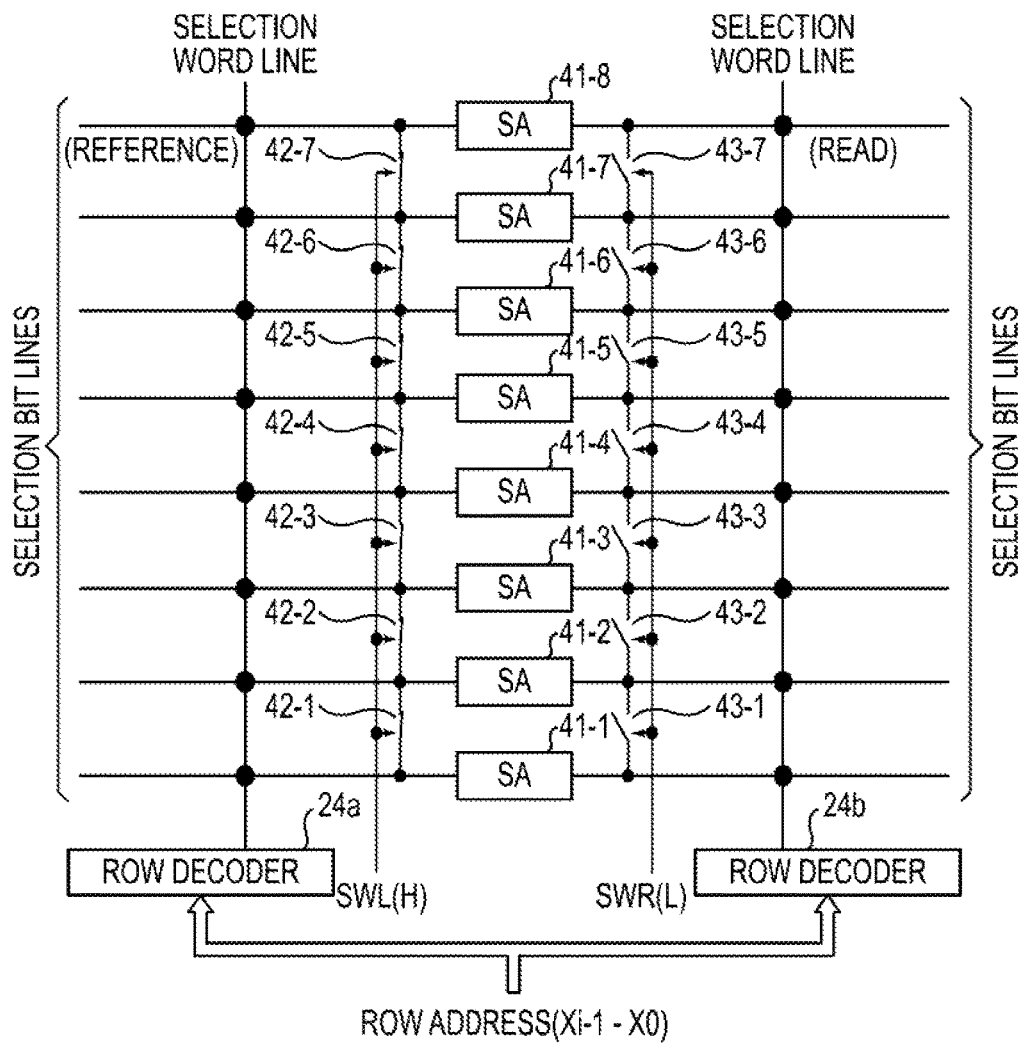 SELECTION
WORD LINE
SELECTION
WORD LINE
41-8
SA
(REFERENCE)
42-7
43-7
(READ)
41-7
SA
42-6
43-6
41-6
SA
42-5
43-5
41-5
SA
42-4
43-4
41-4
SA
42-3
43-3
41-3
SA
42-2
43-2
41-2
SA
42-1
43-1
41-1
SA
SELECTION BIT LINES
SELECTION BIT LINES
24a
24b
ROW DECODER
ROW DECODER
SWL(H)
SWR(L)
ROW ADDRESS(Xi-1 - X0)